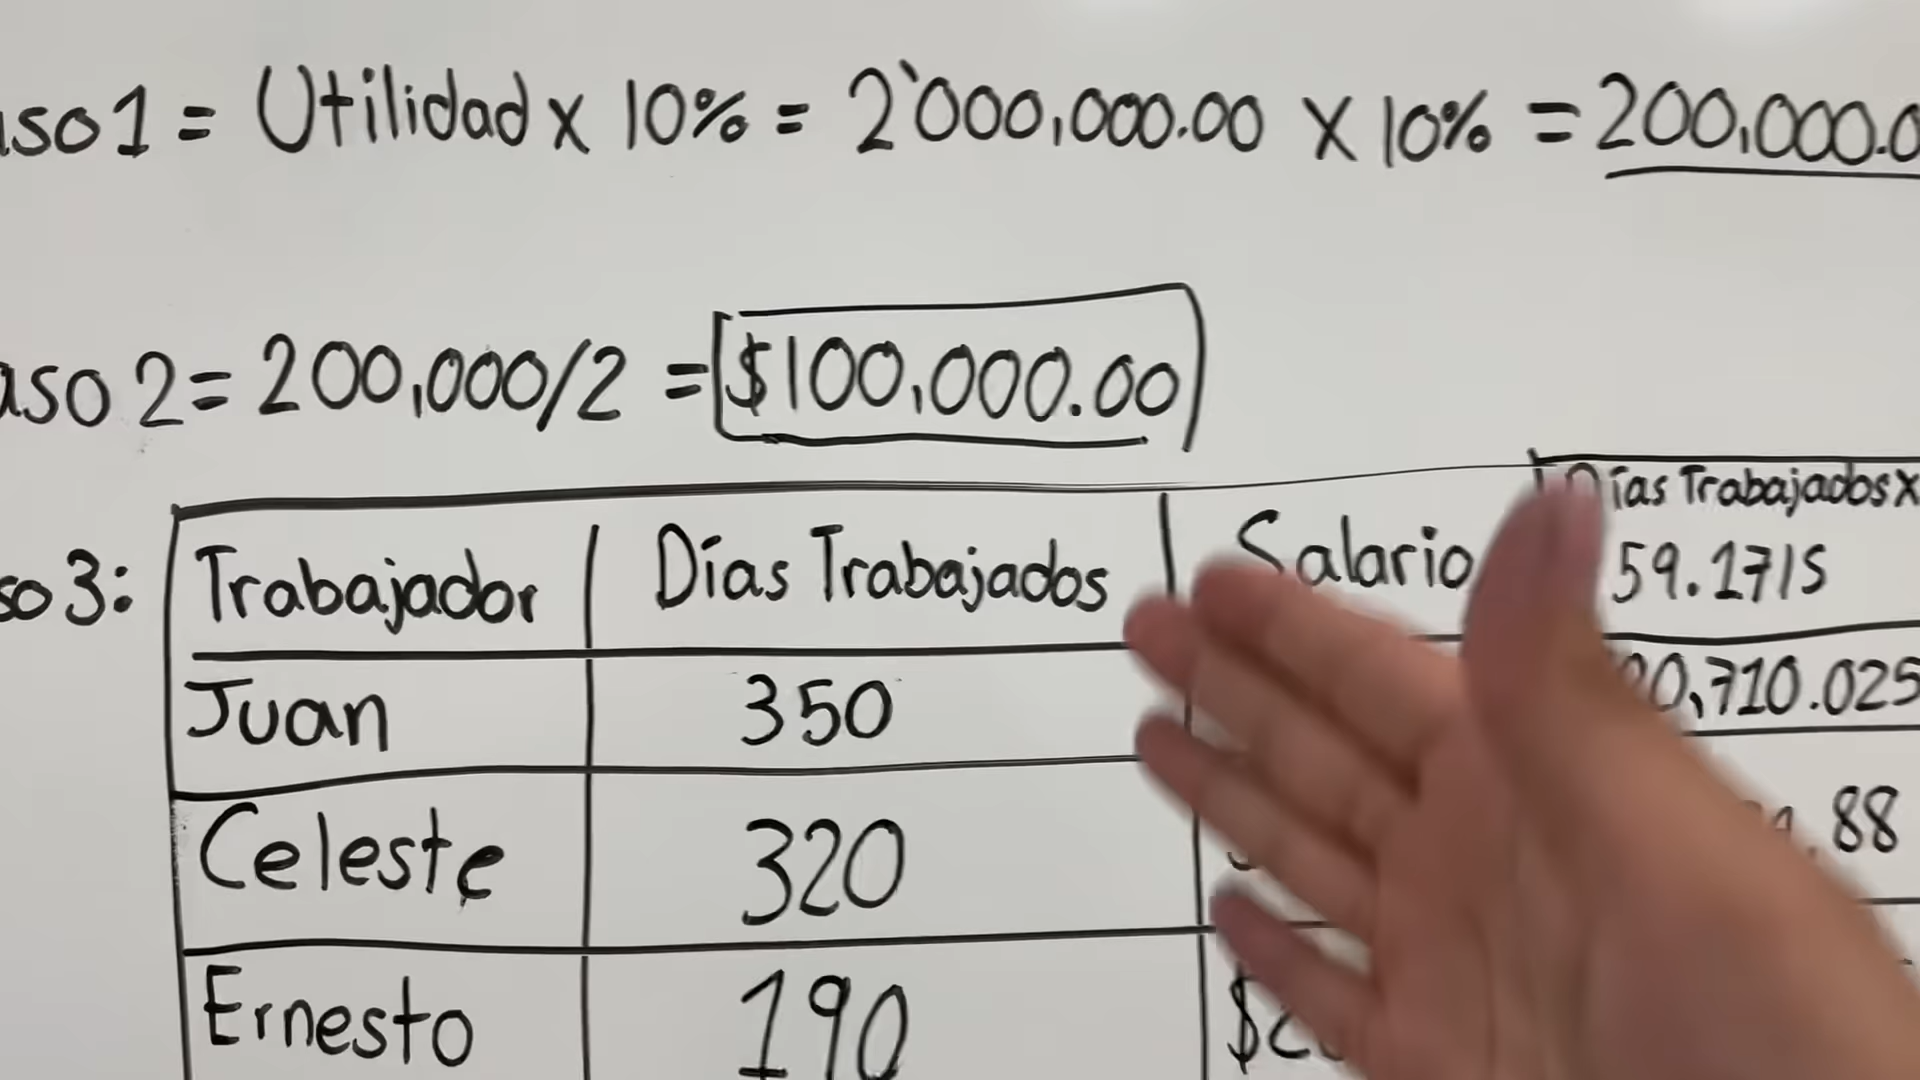 aso 1 = Utilidad x 10% = 2`000,000.00 X 10% = 200,000.0
aso 2 = 200,000/2 = $100,000.00
so 3:
Trabajador Días Trabajados Salario Días Trabajados X
59.1715
Juan 350 0,710.025
Celeste 320 .88
Ernesto 190 $2